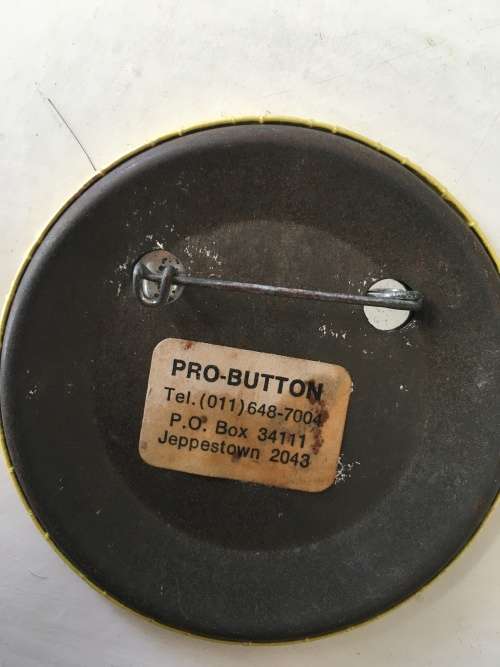 PRO-BUTTON
Tel.(011)648-7004
P.O. Box 34111
Jeppestown 2043